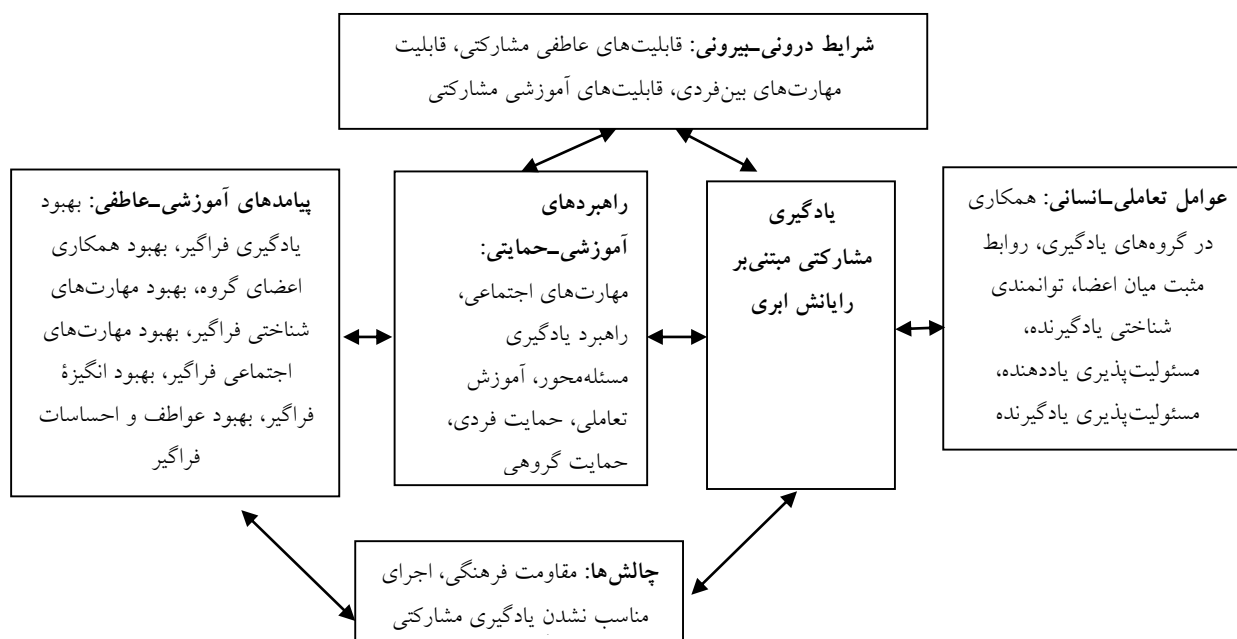 شرایط درونی–بیرونی: قابلیت‌های عاطفی مشارکتی، قابلیت
مهارت‌های بین‌فردی، قابلیت‌های آموزشی مشارکتی
عوامل تعاملی–انسانی: همکاری
در گروه‌های یادگیری، روابط
مثبت میان اعضا، توانمندی
شناختی یادگیرنده،
مسئولیت‌پذیری یاددهنده،
مسئولیت‌پذیری یادگیرنده
یادگیری
مشارکتی مبتنی‌بر
رایانش ابری
راهبردهای
آموزشی–حمایتی:
مهارت‌های اجتماعی،
راهبرد یادگیری
مسئله‌محور، آموزش
تعاملی، حمایت فردی،
حمایت گروهی
پیامدهای آموزشی–عاطفی: بهبود
یادگیری فراگیر، بهبود همکاری
اعضای گروه، بهبود مهارت‌های
شناختی فراگیر، بهبود مهارت‌های
اجتماعی فراگیر، بهبود انگیزۀ
فراگیر، بهبود عواطف و احساسات
فراگیر
چالش‌ها: مقاومت فرهنگی، اجرای
مناسب نشدن یادگیری مشارکتی